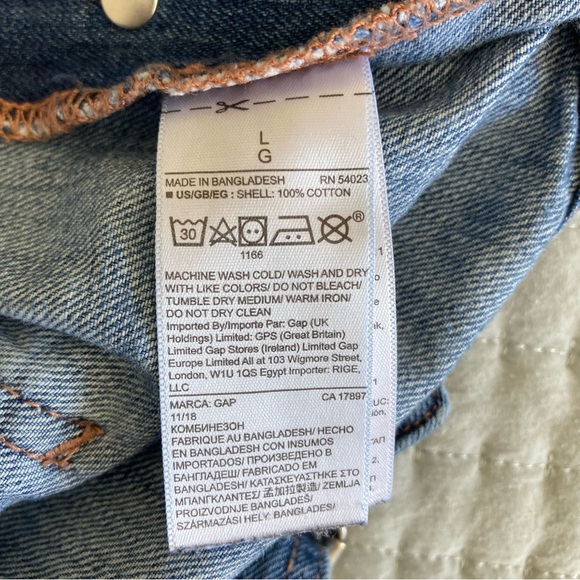 L
G
MADE IN BANGLADESH RN 54023
US/GB/EG : SHELL: 100% COTTON
30
®
1166
MACHINE WASH COLD/ WASH AND DRY
WITH LIKE COLORS/ DO NOT BLEACH/
TUMBLE DRY MEDIUM/ WARM IRON/
DO NOT DRY CLEAN
Imported By/Importe Par: Gap (UK
Holdings) Limited: GPS (Great Britain)
Limited Gap Stores (Ireland) Limited Gap
Europe Limited All at 103 Wigmore Street,
London, W1U 1QS Egypt Importer: RIGE,
LLC
MARCA: GAP CA 17897
11/18
КОМБИНЕЗОН
FABRIQUE AU BANGLADESH/ HECHO
EN BANGLADESH CON INSUMOS
IMPORTADOS/ ПРОИЗВЕДЕНО В
БАНГЛАДЕШ/ FABRICADO EM
BANGLADESH/ ΚΑΤΑΣΚΕΥΑΣΤΗΚΕ ΣΤΟ
ΜΠΑΝΓΚΛΑΝΤΕΣ/ 孟加拉製造/ ZEMLJA
PROIZVODNJE BANGLADEŠ/
SZÁRMAZÁSI HELY: BANGLADES/